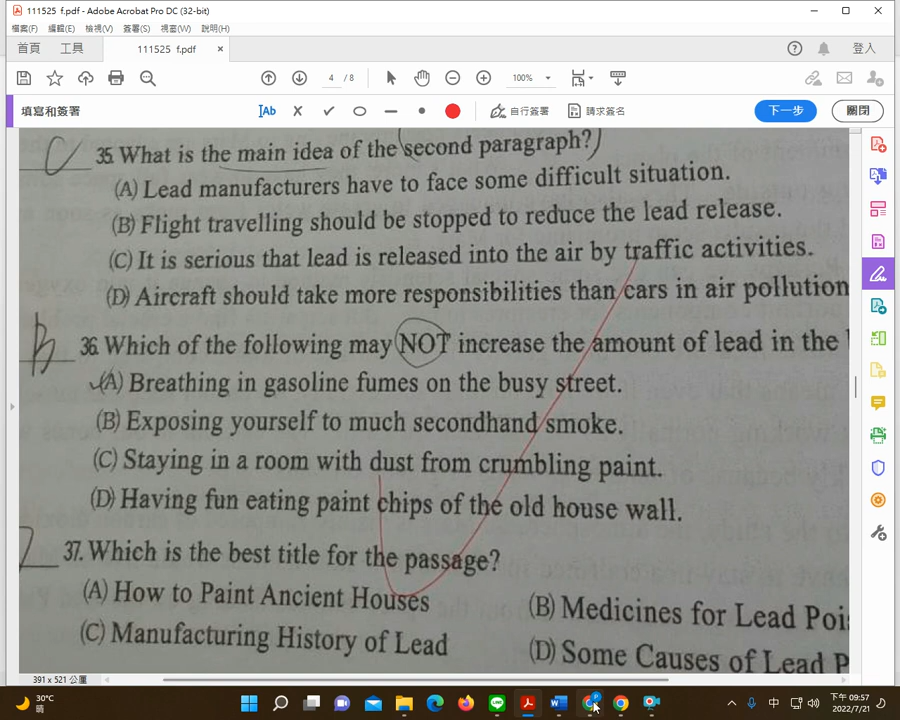 111525 f.pdf - Adobe Acrobat Pro DC (32-bit)
檔案(F) 編輯(E) 檢視(V) 簽署(S) 視窗(W) 說明(H)
首頁 工具 111525 f.pdf × 登入
4 / 8 100%
填寫和簽署 Ab 自行簽署 請求簽名 下一步 關閉
C 35. What is the main idea of the second paragraph?
(A) Lead manufacturers have to face some difficult situation.
(B) Flight travelling should be stopped to reduce the lead release.
(C) It is serious that lead is released into the air by traffic activities.
(D) Aircraft should take more responsibilities than cars in air pollution
B 36. Which of the following may NOT increase the amount of lead in the
(A) Breathing in gasoline fumes on the busy street.
(B) Exposing yourself to much secondhand smoke.
(C) Staying in a room with dust from crumbling paint.
(D) Having fun eating paint chips of the old house wall.
37. Which is the best title for the passage?
(A) How to Paint Ancient Houses
(B) Medicines for Lead Poi
(C) Manufacturing History of Lead
(D) Some Causes of Lead P
391 x 521 公釐
30°C
晴
中
下午 09:57
2022/7/21